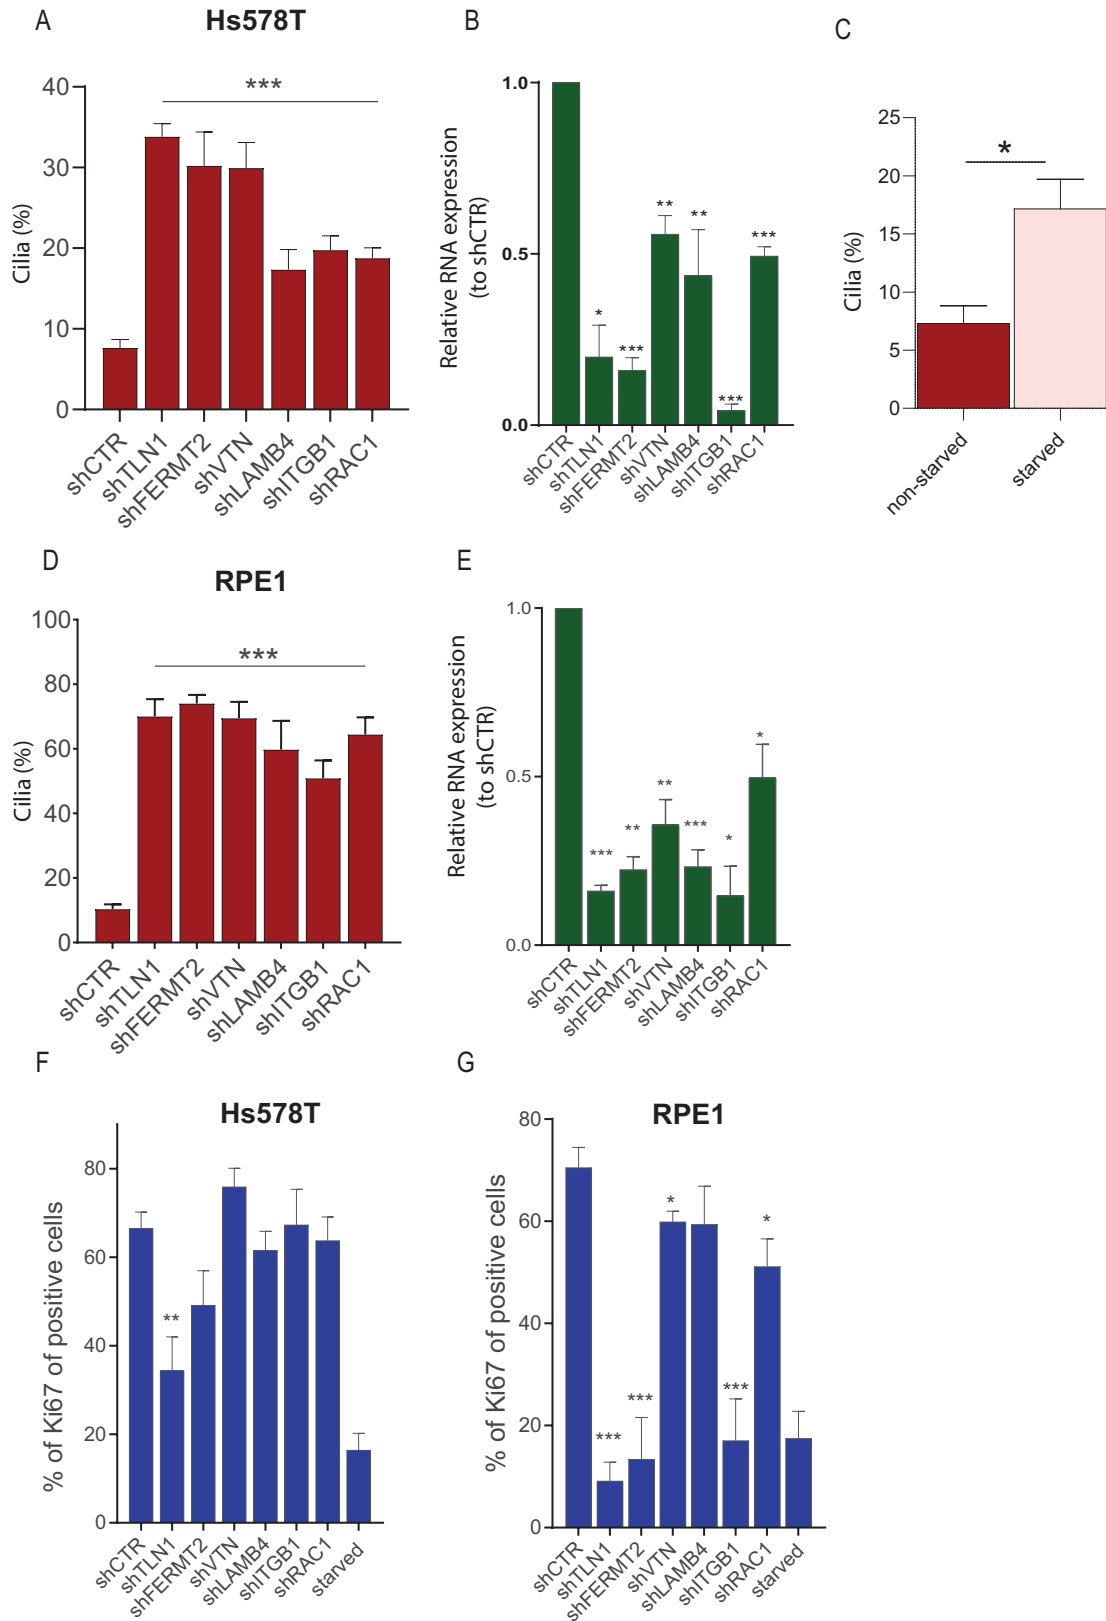 A
Hs578T
Cilia (%)
40
30
20
10
0
***
shCTR
shTLN1
shFERMT2
shVTN
shLAMB4
shITGB1
shRAC1
B
Relative RNA expression
(to shCTR)
1.0
0.5
0.0
*
***
**
**
***
***
shCTR
shTLN1
shFERMT2
shVTN
shLAMB4
shITGB1
shRAC1
C
Cilia (%)
25
20
15
10
5
0
*
non-starved
starved
D
RPE1
Cilia (%)
100
80
60
40
20
0
***
shCTR
shTLN1
shFERMT2
shVTN
shLAMB4
shITGB1
shRAC1
E
Relative RNA expression
(to shCTR)
1.0
0.5
0.0
***
**
**
***
*
*
shCTR
shTLN1
shFERMT2
shVTN
shLAMB4
shITGB1
shRAC1
F
Hs578T
% of Ki67 of positive cells
80
60
40
20
0
**
shCTR
shTLN1
shFERMT2
shVTN
shLAMB4
shITGB1
shRAC1
starved
G
RPE1
% of Ki67 of positive cells
80
60
40
20
0
***
***
*
***
*
shCTR
shTLN1
shFERMT2
shVTN
shLAMB4
shITGB1
shRAC1
starved